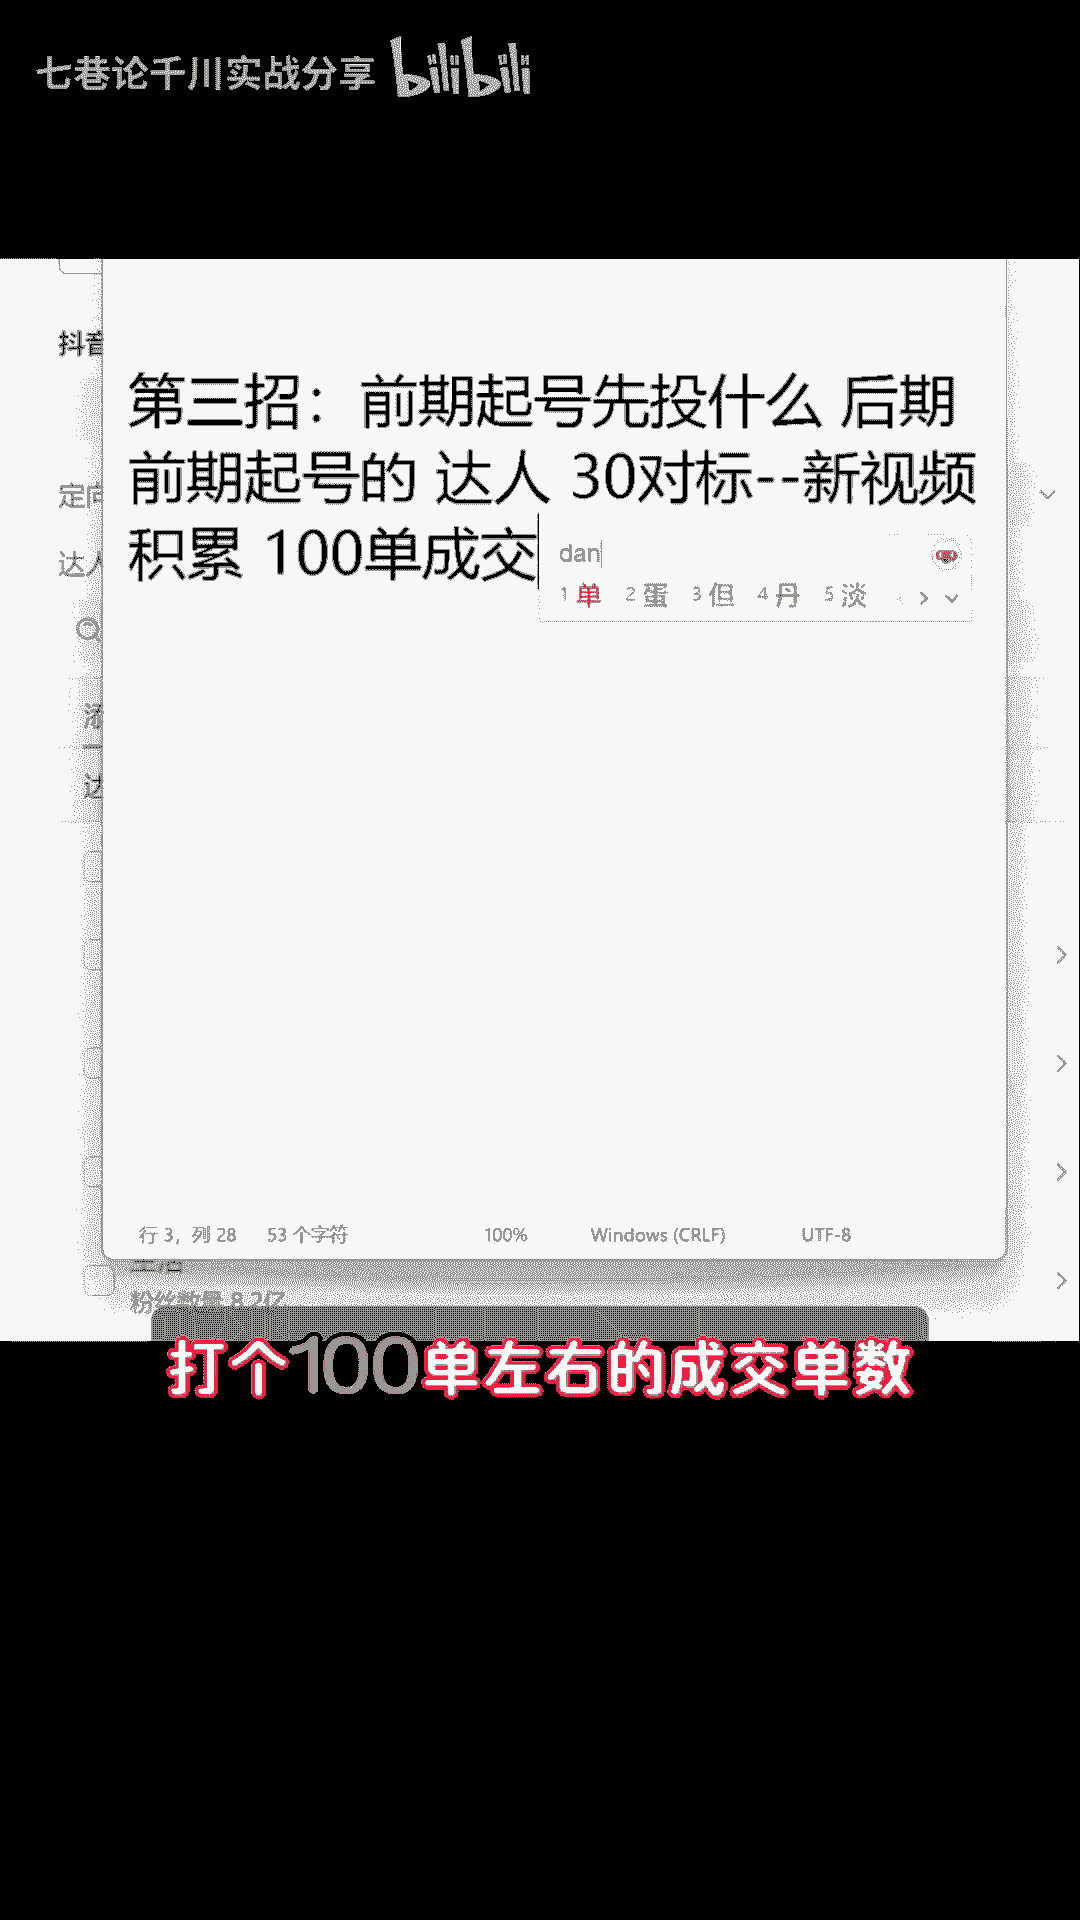 七巷论千川实战分享 bilibili
抖音
第三招：前期起号先投什么 后期
前期起号的 达人 30对标--新视频
定向
积累 100单成交
dan
达人
1 单 2 蛋 3 但 4 丹 5 淡
达
行 3，列 28 53 个字符 100% Windows (CRLF) UTF-8
生活
粉丝数量 8.2亿
打个100单左右的成交单数